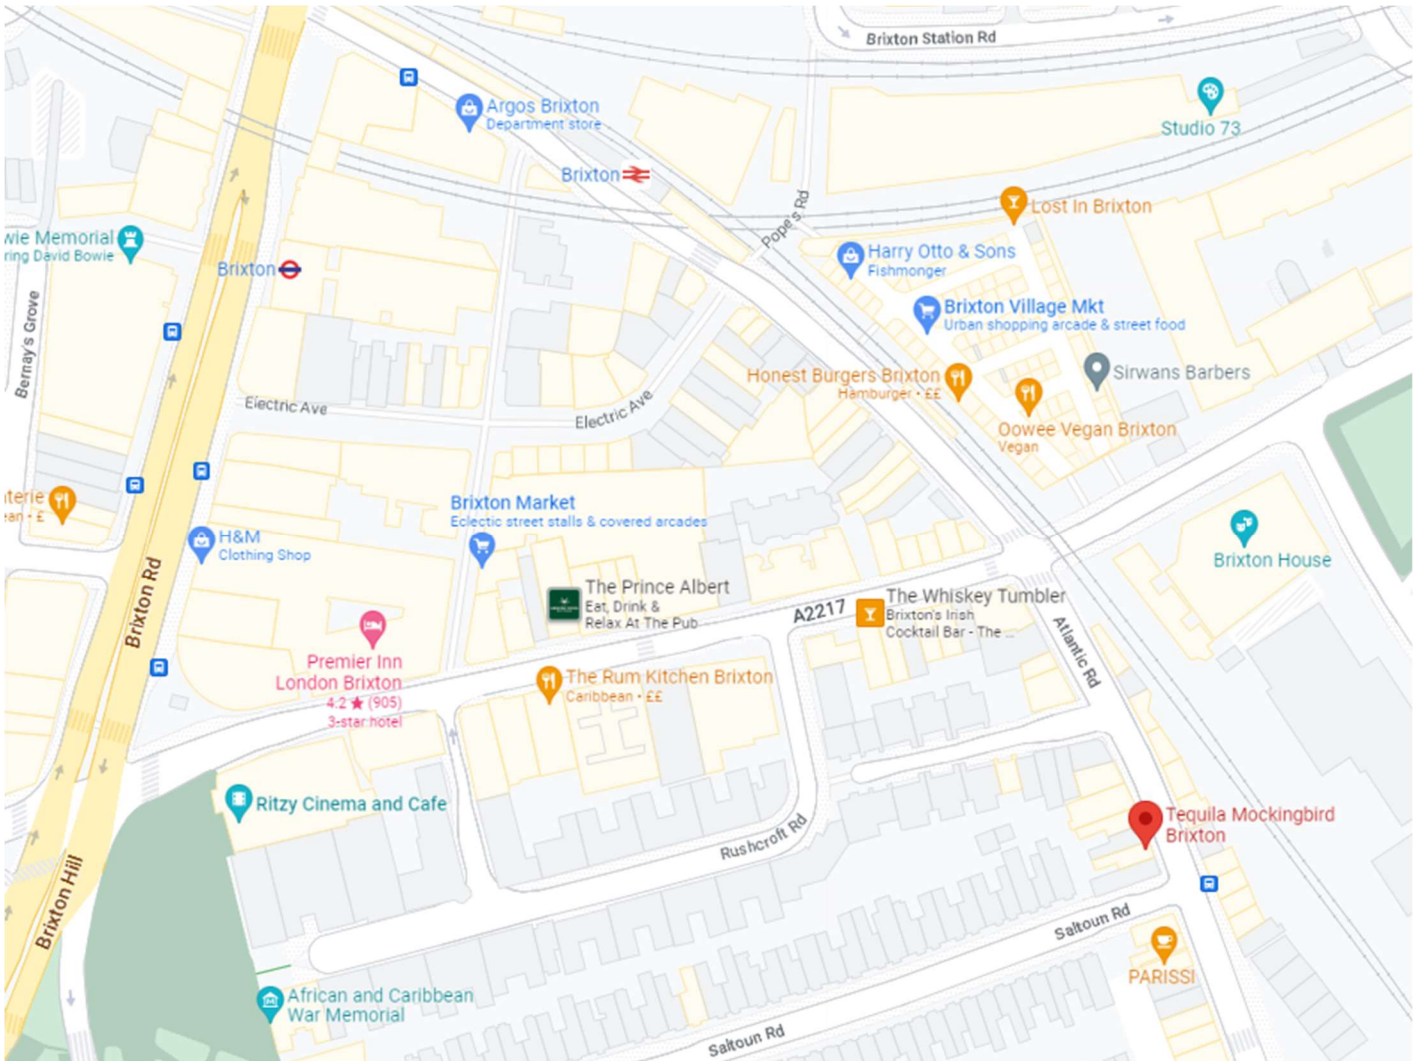 Brixton Station Rd
Argos Brixton
Department store
Studio 73
Brixton
Pope's Rd
Lost In Brixton
wie Memorial
ring David Bowie
Harry Otto & Sons
Fishmonger
Brixton
Brixton Village Mkt
Urban shopping arcade & street food
Bernay's Grove
Honest Burgers Brixton
Hamburger • ££
Sirwans Barbers
Electric Ave
Electric Ave
Oowee Vegan Brixton
Vegan
terie
ean • £
Brixton Market
Eclectic street stalls & covered arcades
H&M
Clothing Shop
Brixton House
Brixton Rd
The Prince Albert
Eat, Drink &
Relax At The Pub
A2217
The Whiskey Tumbler
Brixton's Irish
Cocktail Bar - The ...
Atlantic Rd
Premier Inn
London Brixton
4.2 ★ (905)
3-star hotel
The Rum Kitchen Brixton
Caribbean • ££
Ritzy Cinema and Cafe
Rushcroft Rd
Tequila Mockingbird
Brixton
Brixton Hill
Saltoun Rd
PARISSI
African and Caribbean
War Memorial
Saltoun Rd